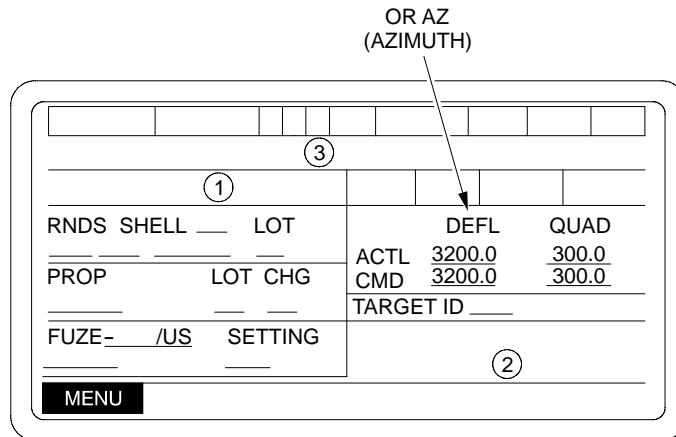 OR AZ
(AZIMUTH)
3
1
RNDS SHELL LOT
DEFL QUAD
ACTL 3200.0 300.0
CMD 3200.0 300.0
PROP LOT CHG
TARGET ID
FUZE- /US SETTING
2
MENU